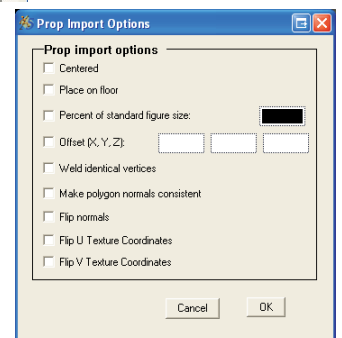 Prop Import Options
Prop import options
Centered
Place on floor
Percent of standard figure size:
Offset (X, Y, Z):
Weld identical vertices
Make polygon normals consistent
Flip normals
Flip U Texture Coordinates
Flip V Texture Coordinates
Cancel OK